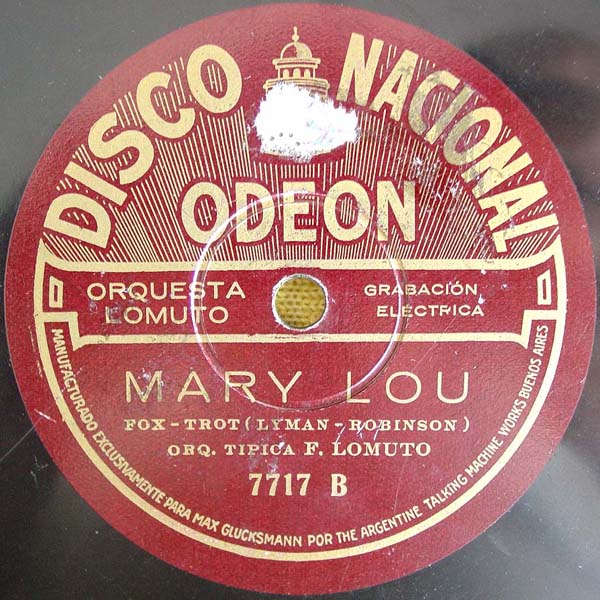 DISCO NACIONAL
ODEON
ORQUESTA
LOMUTO
GRABACIÓN
ELÉCTRICA
MARY LOU
FOX-TROT (LYMAN-ROBINSON)
ORQ. TIPICA F. LOMUTO
7717 B
MANUFACTURADO EXCLUSIVAMENTE PARA MAX GLUCKSMANN POR THE ARGENTINE TALKING MACHINE WORKS BUENOS AIRES